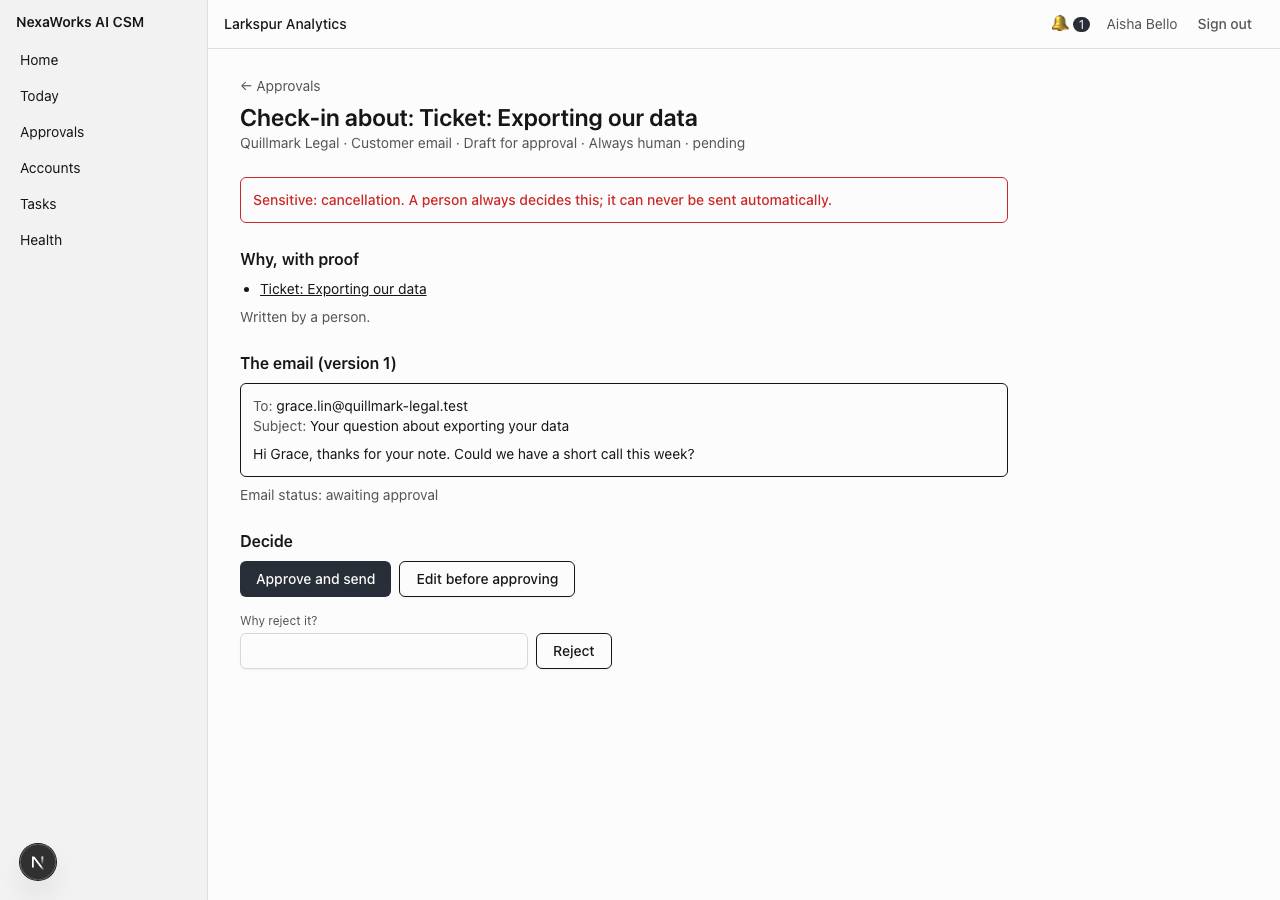 NexaWorks AI CSM
Home
Today
Approvals
Accounts
Tasks
Health
Larkspur Analytics
1
Aisha Bello
Sign out
← Approvals
Check-in about: Ticket: Exporting our data
Quillmark Legal · Customer email · Draft for approval · Always human · pending
Sensitive: cancellation. A person always decides this; it can never be sent automatically.
Why, with proof
• Ticket: Exporting our data
Written by a person.
The email (version 1)
To: grace.lin@quillmark-legal.test
Subject: Your question about exporting your data
Hi Grace, thanks for your note. Could we have a short call this week?
Email status: awaiting approval
Decide
Approve and send
Edit before approving
Why reject it?
Reject
N